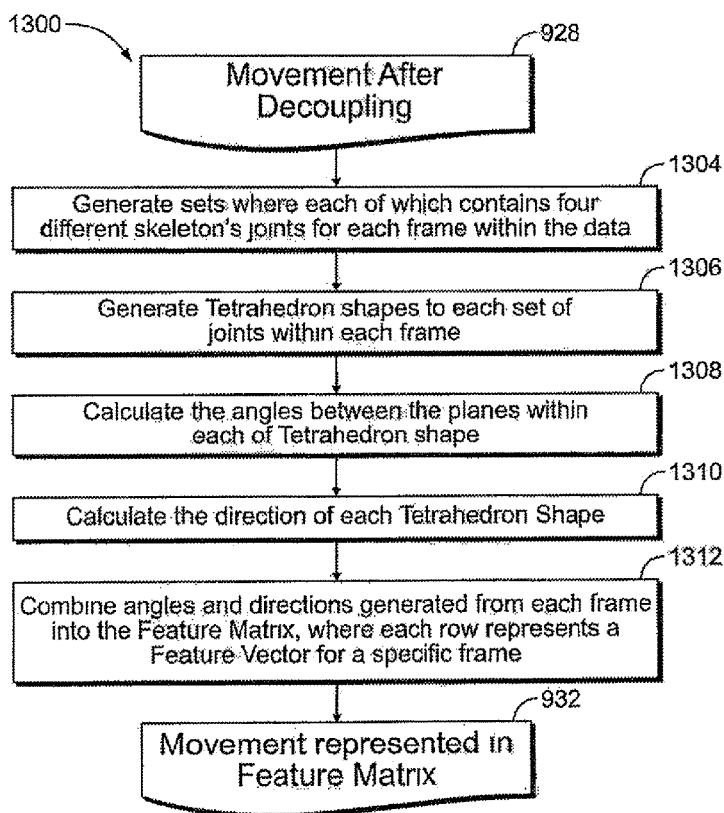 1300
928
Movement After
Decoupling
1304
Generate sets where each of which contains four
different skeleton's joints for each frame within the data
1306
Generate Tetrahedron shapes to each set of
joints within each frame
1308
Calculate the angles between the planes within
each of Tetrahedron shape
1310
Calculate the direction of each Tetrahedron Shape
1312
Combine angles and directions generated from each frame
into the Feature Matrix, where each row represents a
Feature Vector for a specific frame
932
Movement represented in
Feature Matrix